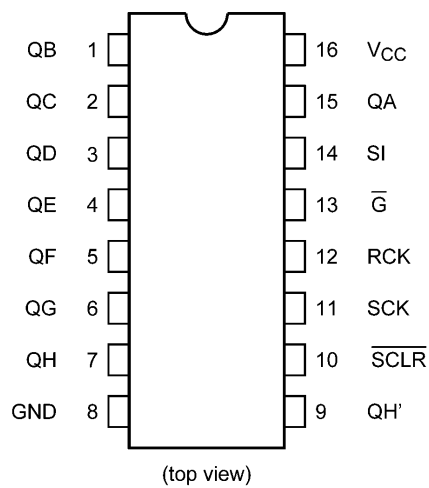 QB 1 16 VCC
QC 2 15 QA
QD 3 14 SI
QE 4 13 G̅
QF 5 12 RCK
QG 6 11 SCK
QH 7 10 S̅C̅L̅R̅
GND 8 9 QH’
(top view)